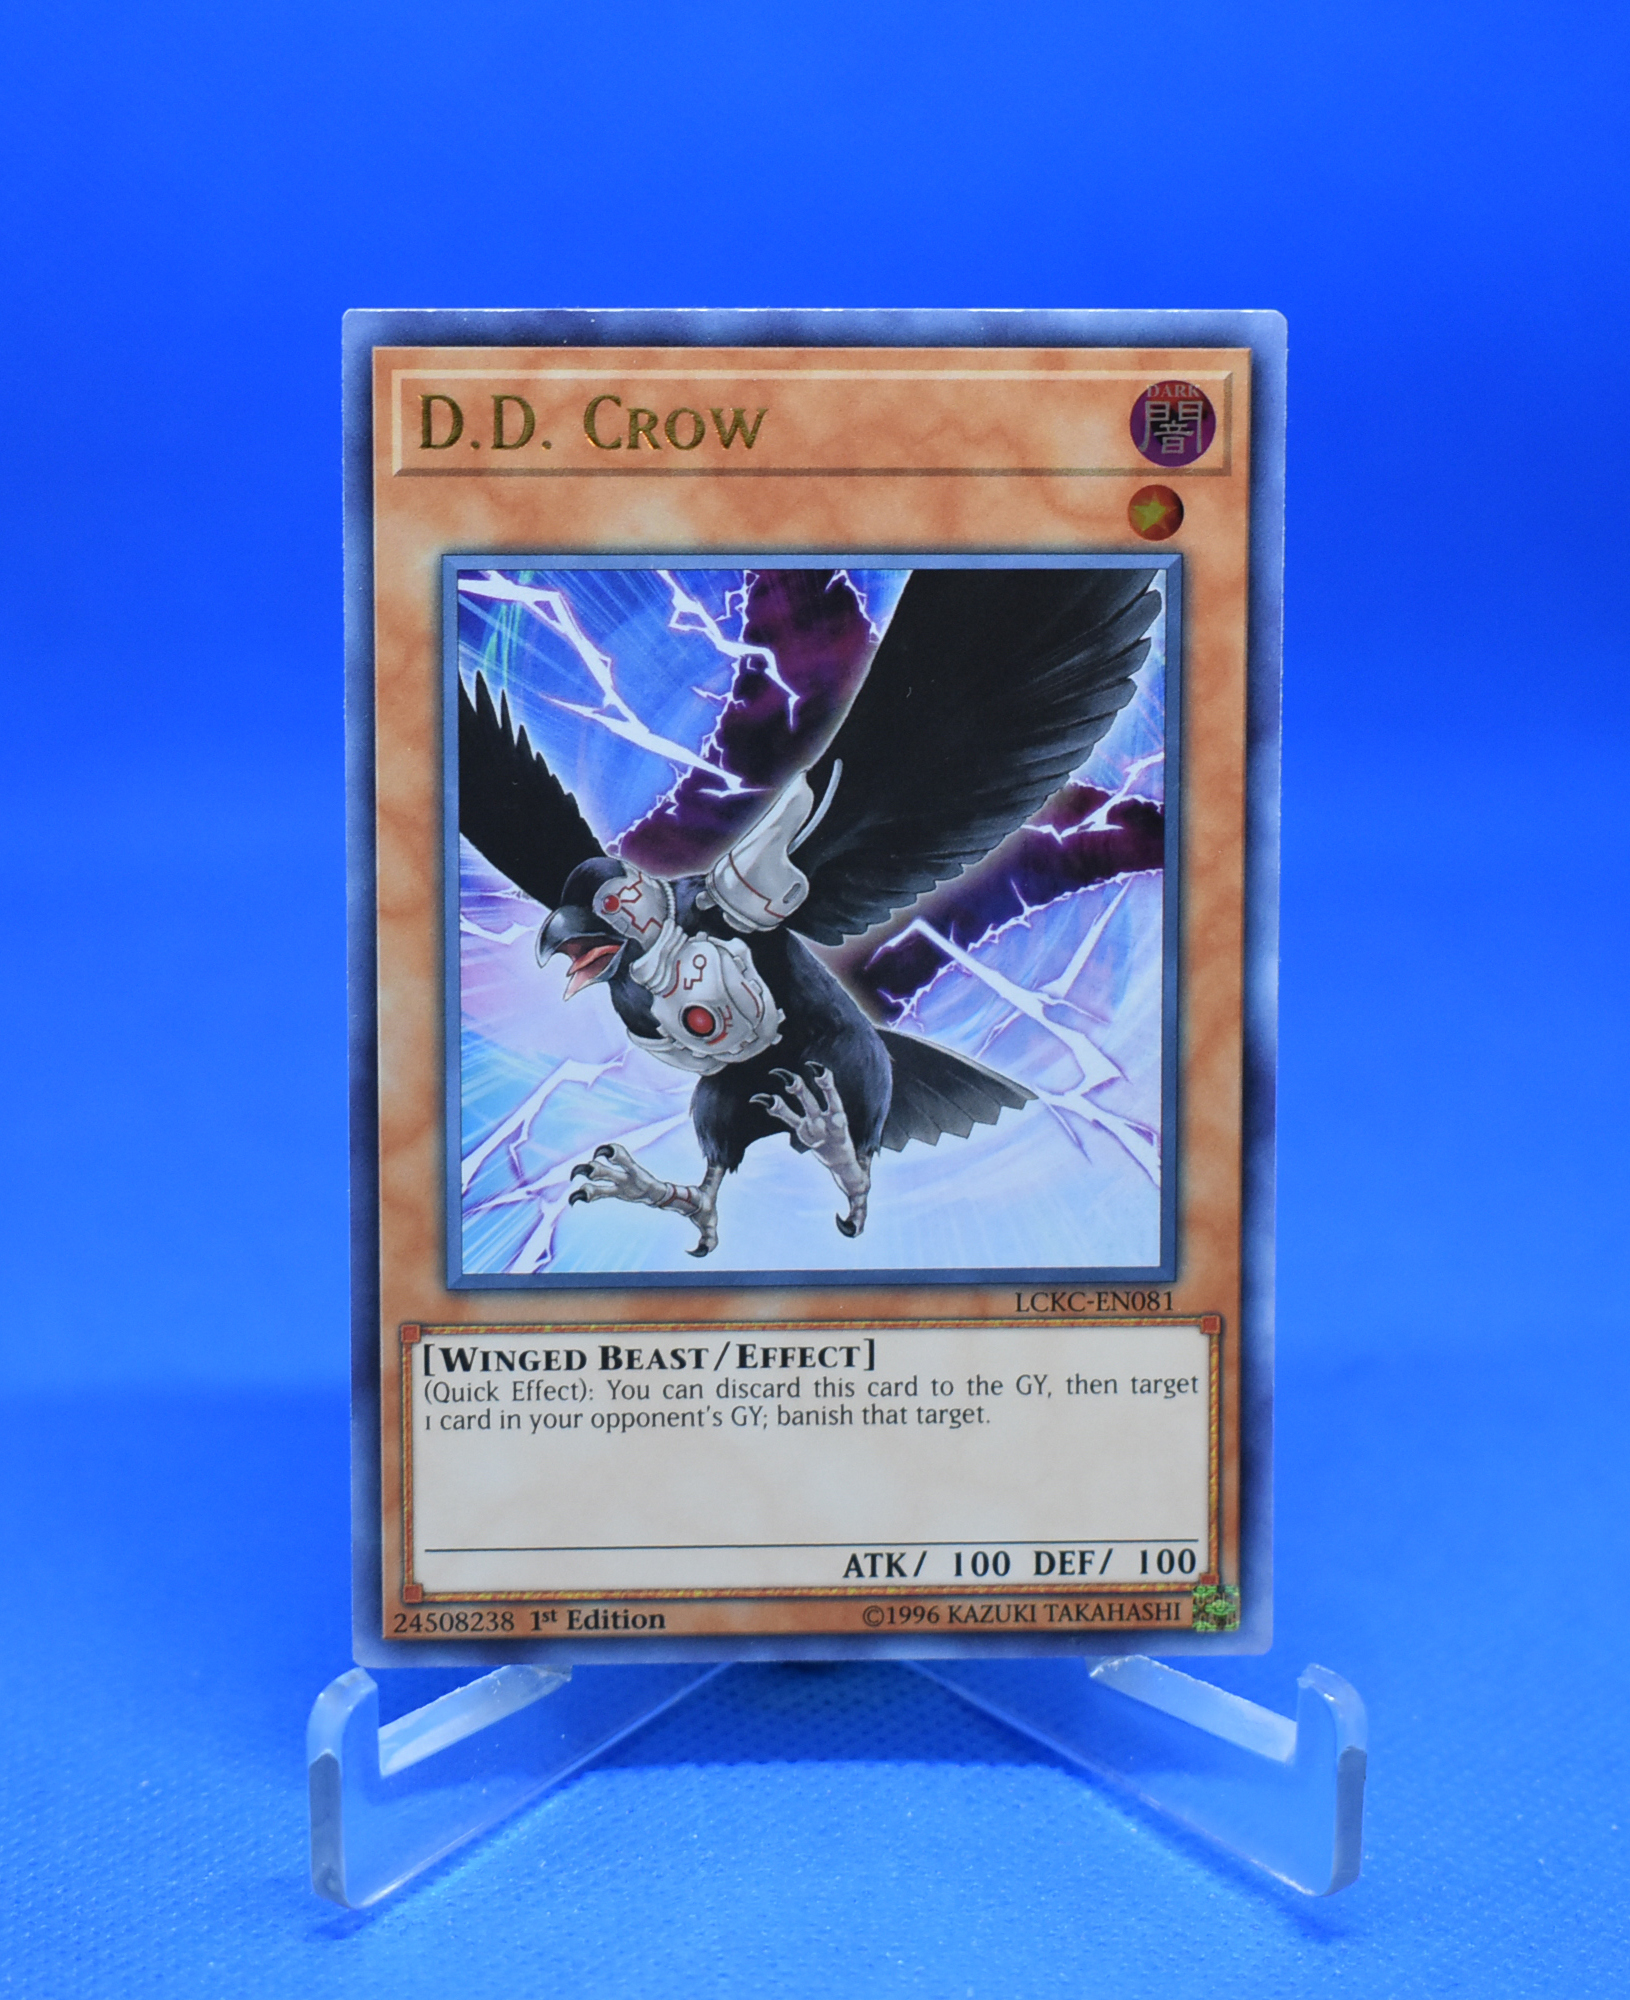 D.D. Crow
DARK
闇
LCKC-EN081
[Winged Beast/Effect]
(Quick Effect): You can discard this card to the GY, then target
1 card in your opponent's GY; banish that target.
ATK/ 100 DEF/ 100
24508238 1st Edition ©1996 KAZUKI TAKAHASHI